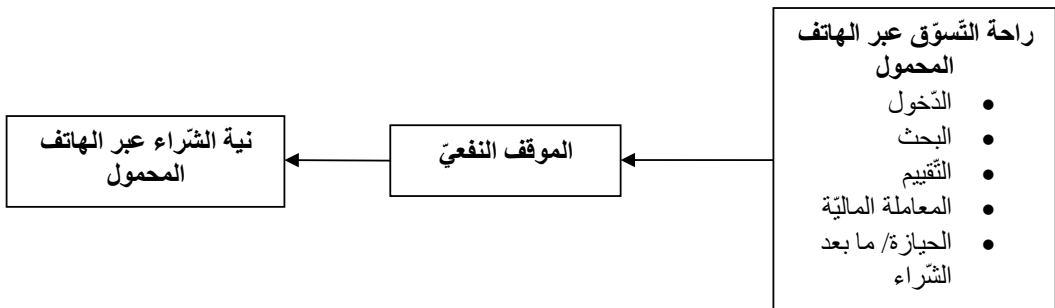 راحة التّسوّق عبر الهاتف
المحمول
• الدّخول
• البحث
• التّقييم
• المعاملة الماليّة
• الحيازة/ ما بعد
الشّراء
الموقف النفعيّ
نية الشّراء عبر الهاتف
المحمول